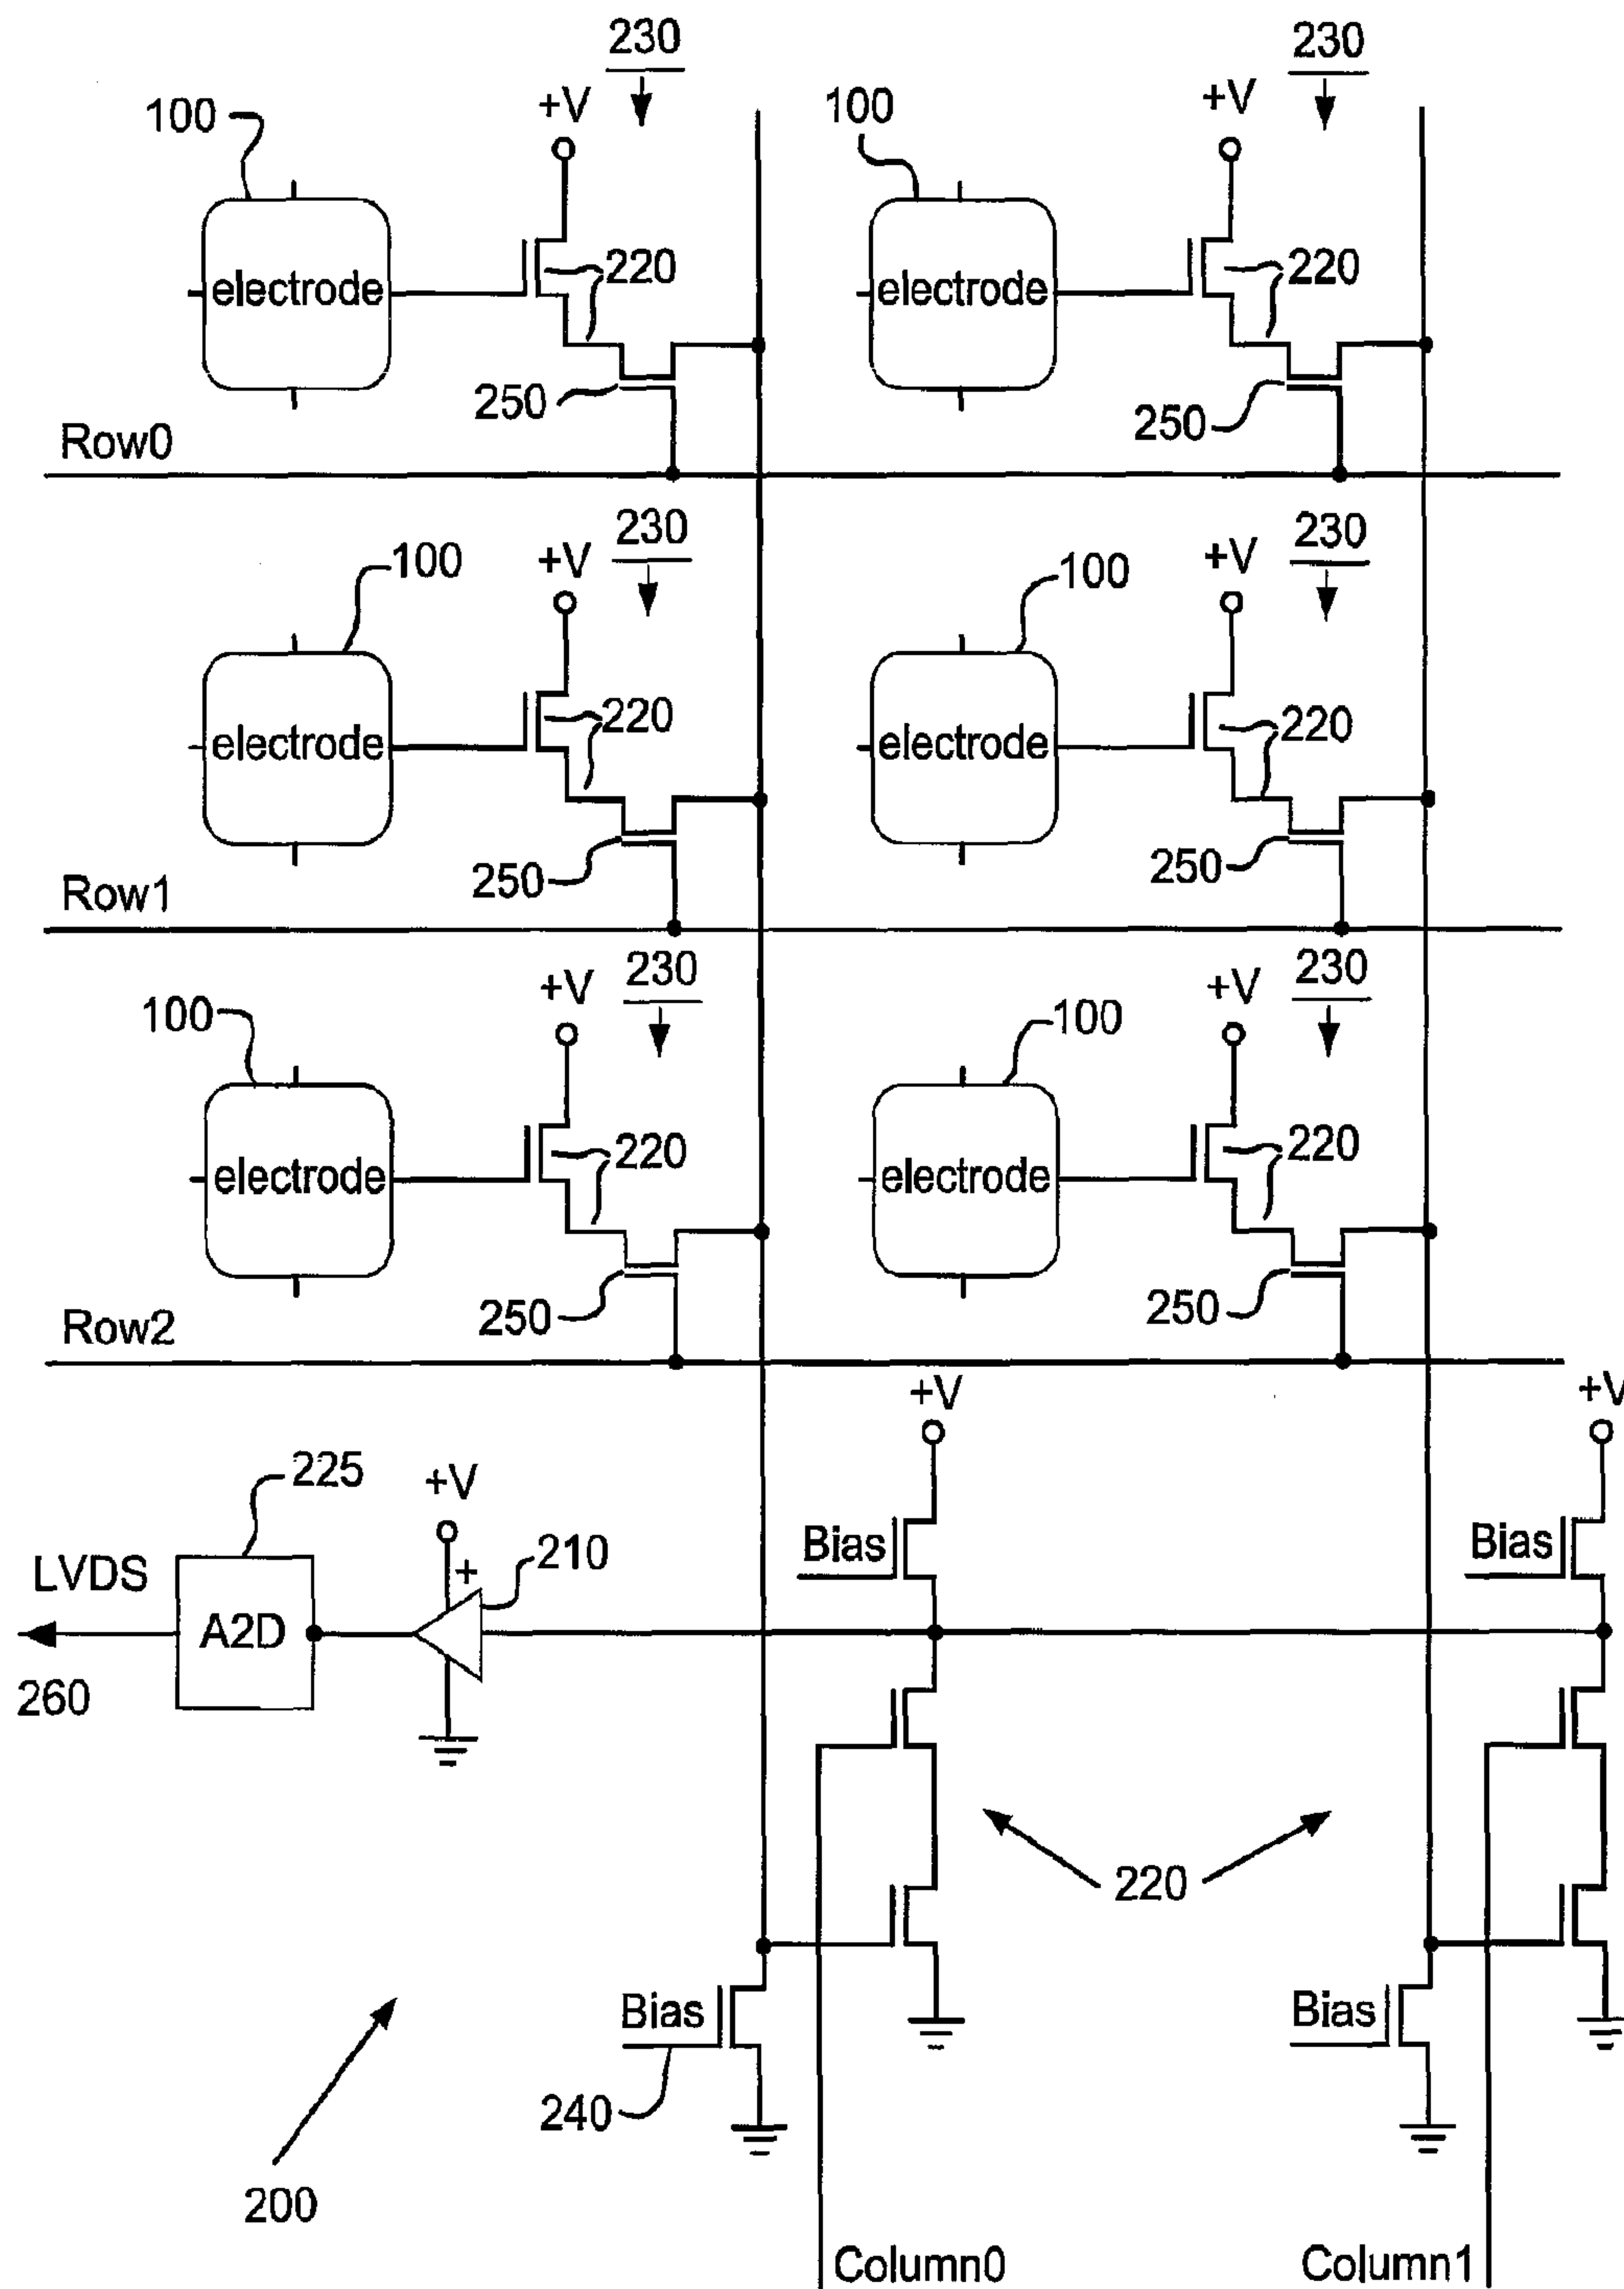 230 230
100 +V 100 +V
electrode 220 electrode 220
250 250
Row0
230 230
100 +V 100 +V
electrode 220 electrode 220
250 250
Row1
230 230
100 +V 100 +V
electrode 220 electrode 220
250 250
Row2
+V +V
225 +V
LVDS + 210 Bias Bias
A2D
260
220
Bias Bias
240
200
Column0 Column1